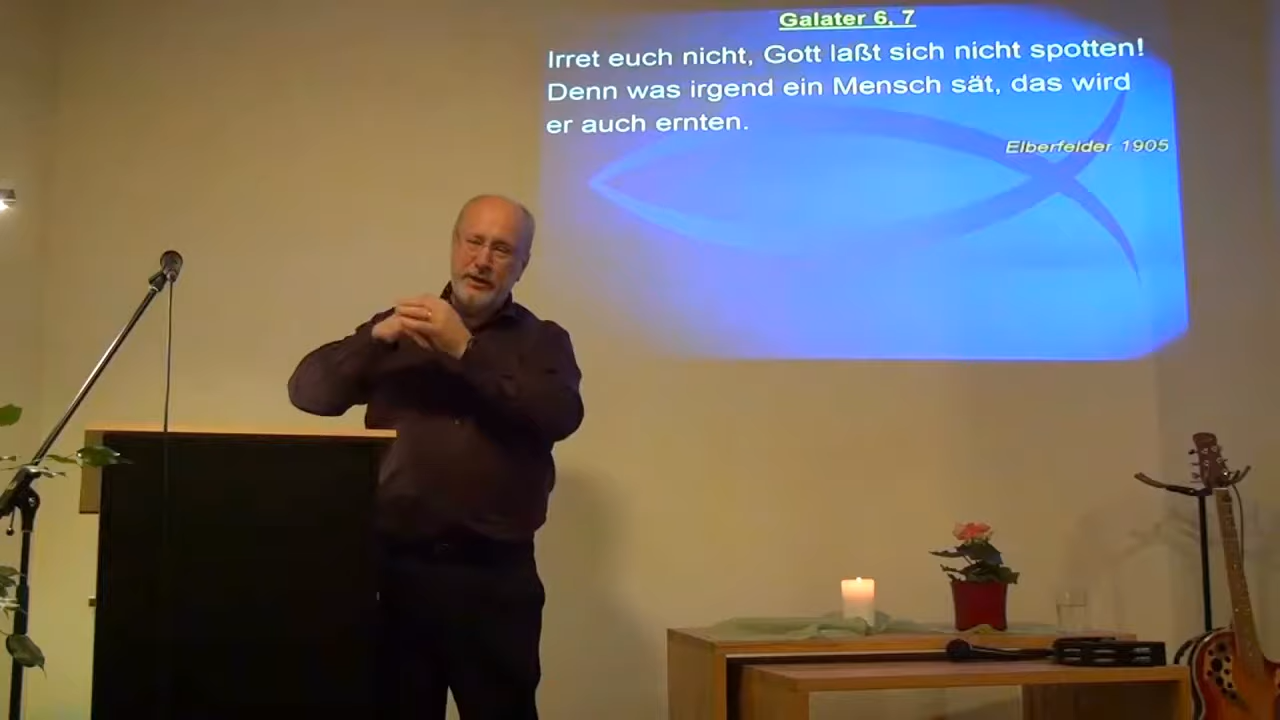 Galater 6, 7
Irret euch nicht, Gott laßt sich nicht spotten!
Denn was irgend ein Mensch sät, das wird
er auch ernten.
Elberfelder 1905